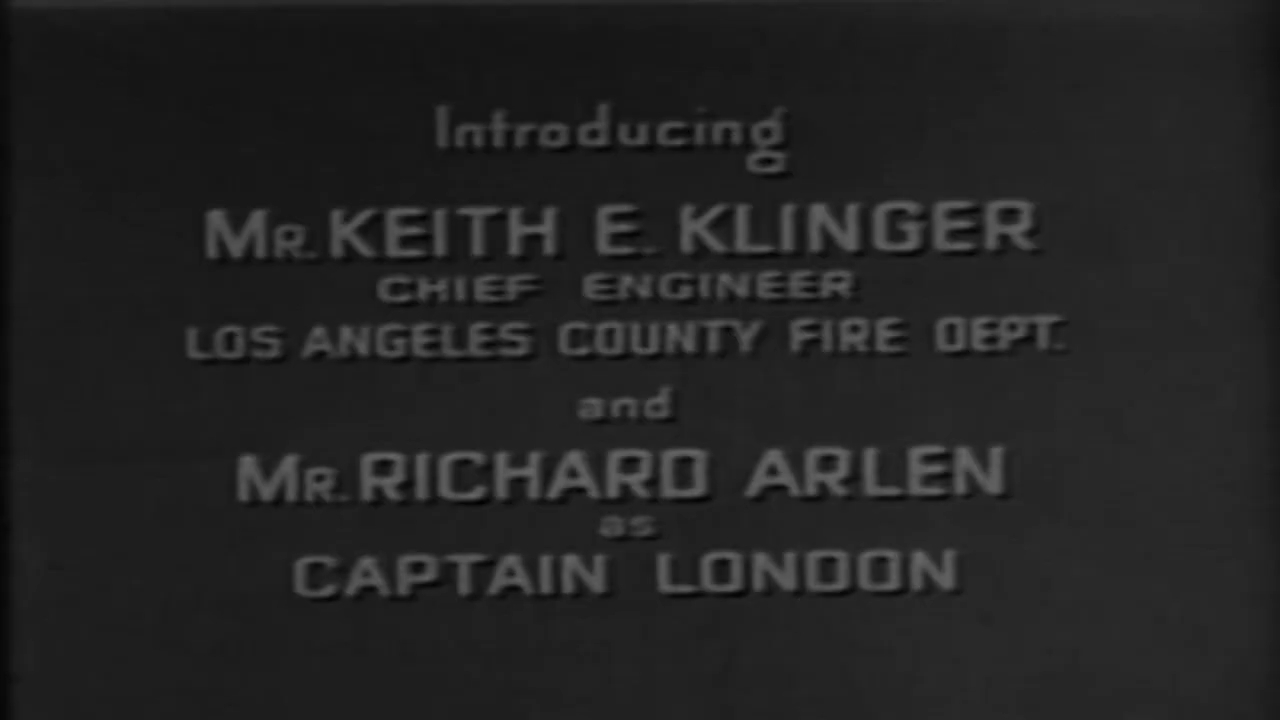 Introducing
MR. KEITH E. KLINGER
CHIEF ENGINEER
LOS ANGELES COUNTY FIRE DEPT.
and
MR. RICHARD ARLEN
as
CAPTAIN LONDON